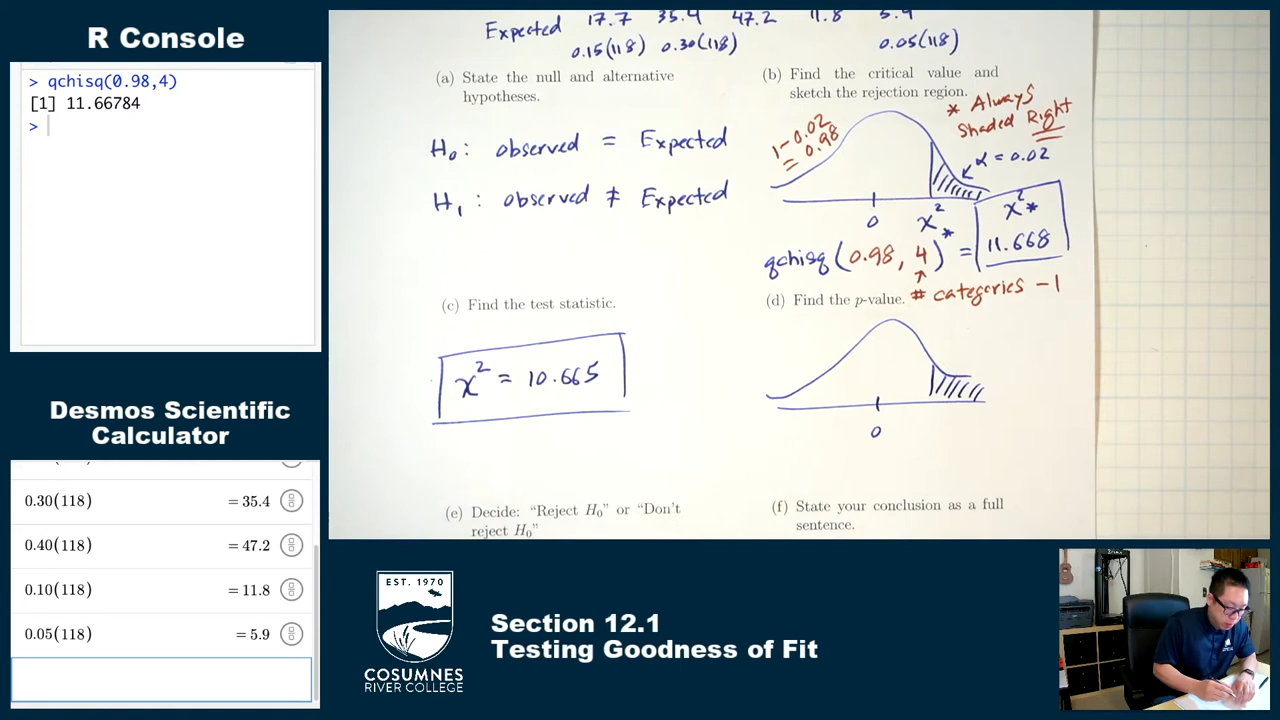 R Console
> qchisq(0.98,4)
[1] 11.66784
>
Desmos Scientific
Calculator
0.30(118) =35.4
0.40(118) =47.2
0.10(118) =11.8
0.05(118) =5.9
Expected 17.7 35.4 47.2 11.8 5.9
0.15(118) 0.30(118) 0.05(118)
(a) State the null and alternative
hypotheses.
H₀: observed = Expected
H₁: observed ≠ Expected
(b) Find the critical value and
sketch the rejection region.
* Always
Shaded Right
1-0.02
= 0.98
α = 0.02
0 x²*
x²*
11.668
qchisq(0.98, 4) =
# categories -1
(c) Find the test statistic.
x² = 10.665
(d) Find the p-value.
0
(e) Decide: “Reject H₀” or “Don’t
reject H₀”
(f) State your conclusion as a full
sentence.
EST. 1970
COSUMNES
RIVER COLLEGE
Section 12.1
Testing Goodness of Fit